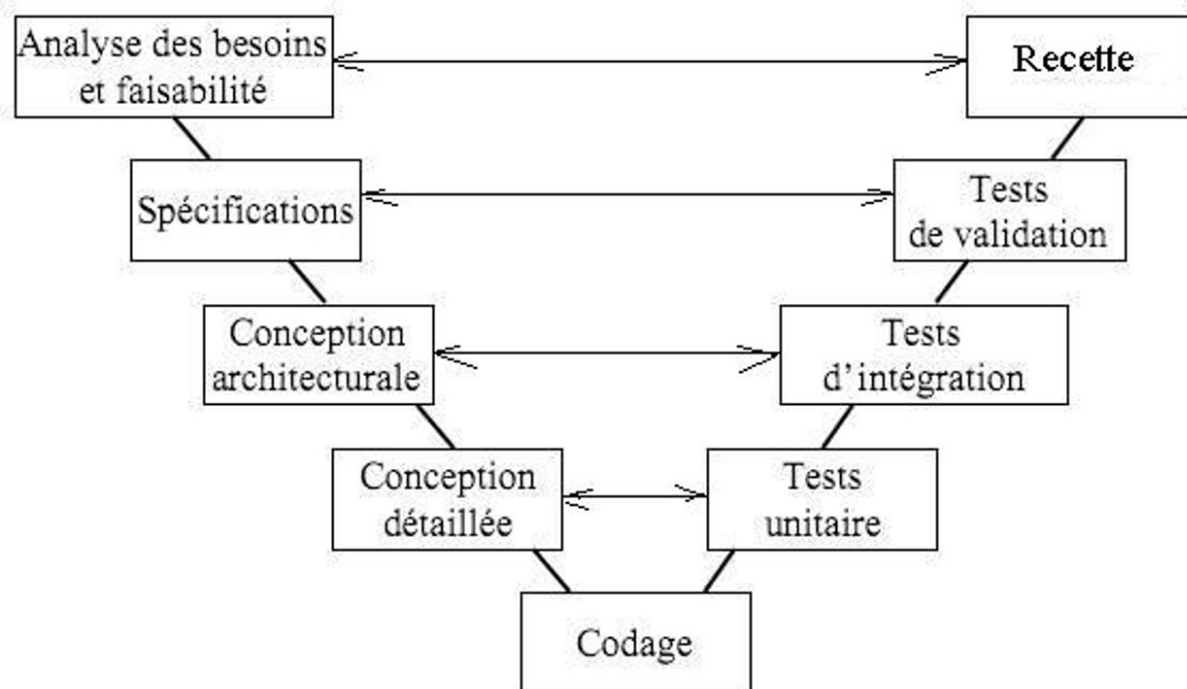 Analyse des besoins
et faisabilité
Recette
Spécifications
Tests
de validation
Conception
architecturale
Tests
d'intégration
Conception
détaillée
Tests
unitaire
Codage